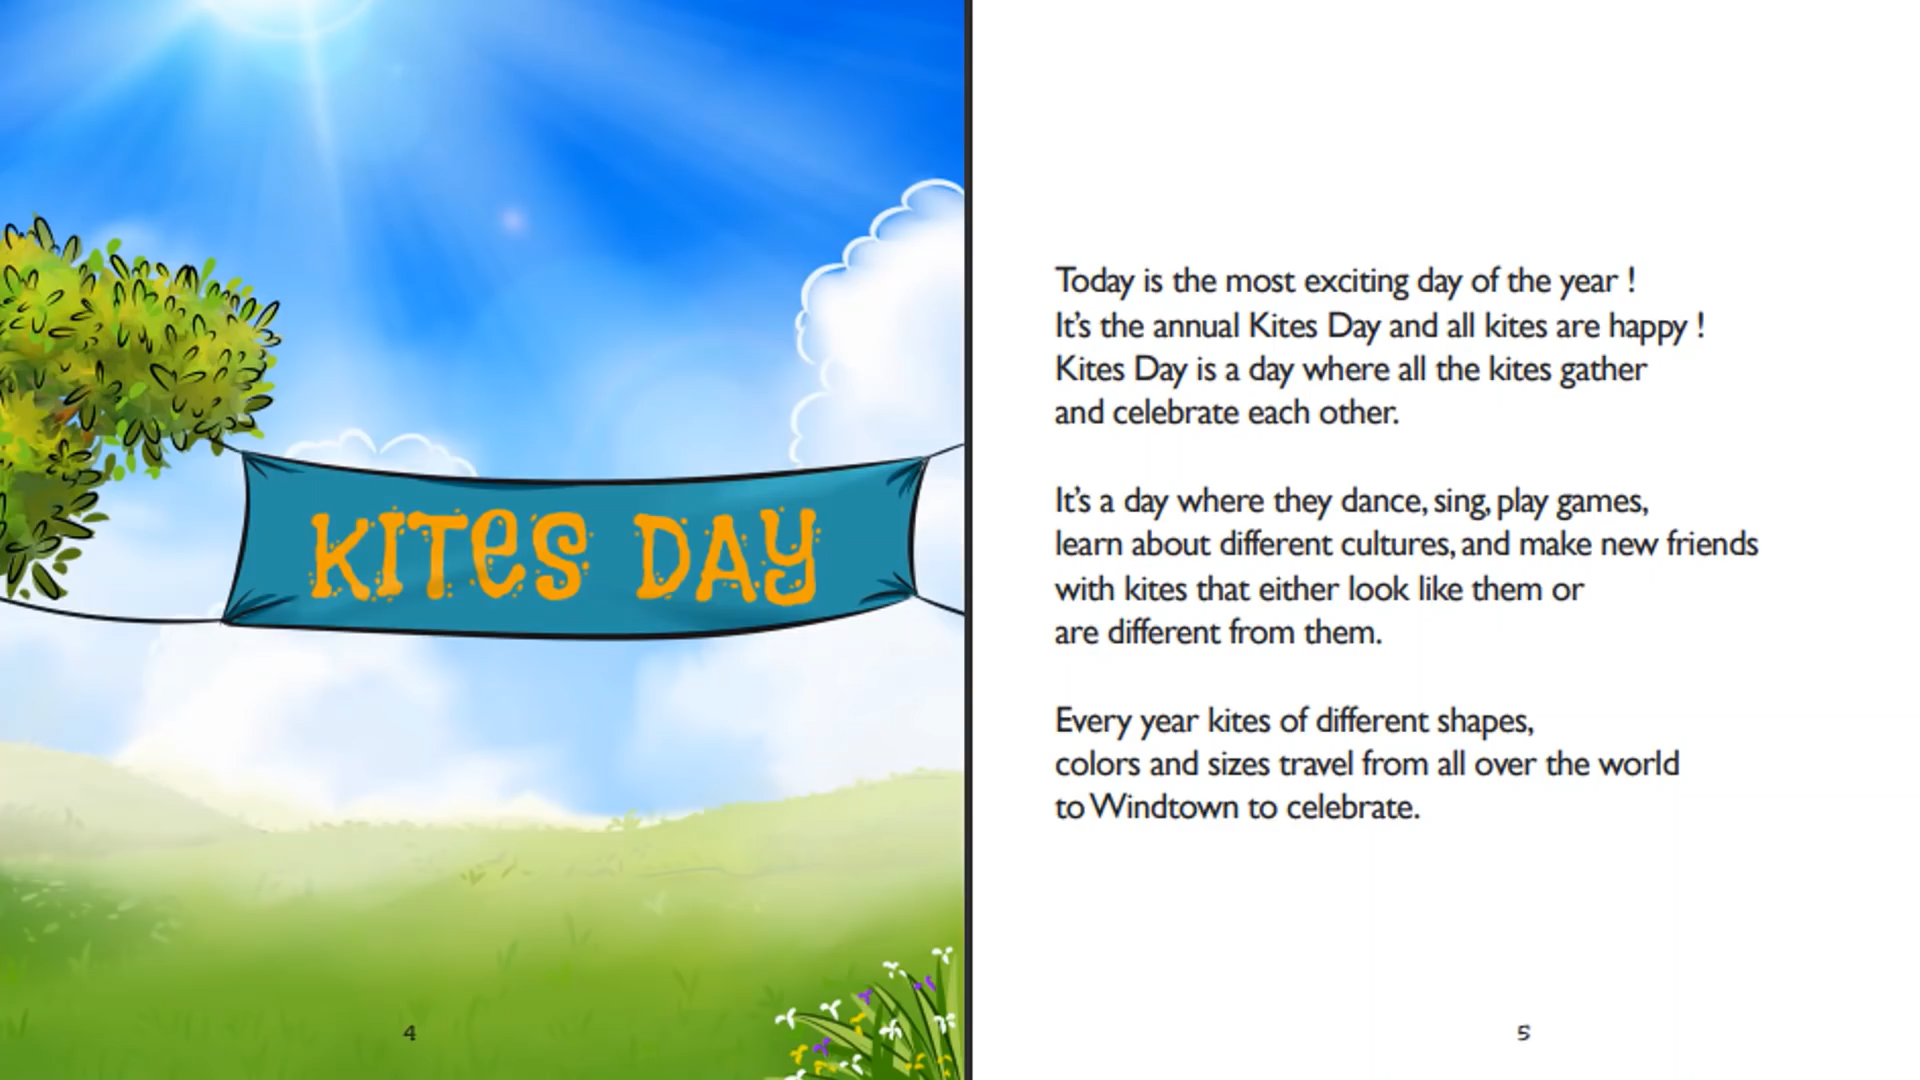 KITES DAY
4
Today is the most exciting day of the year !
It's the annual Kites Day and all kites are happy !
Kites Day is a day where all the kites gather
and celebrate each other.
It's a day where they dance, sing, play games,
learn about different cultures, and make new friends
with kites that either look like them or
are different from them.
Every year kites of different shapes,
colors and sizes travel from all over the world
to Windtown to celebrate.
5